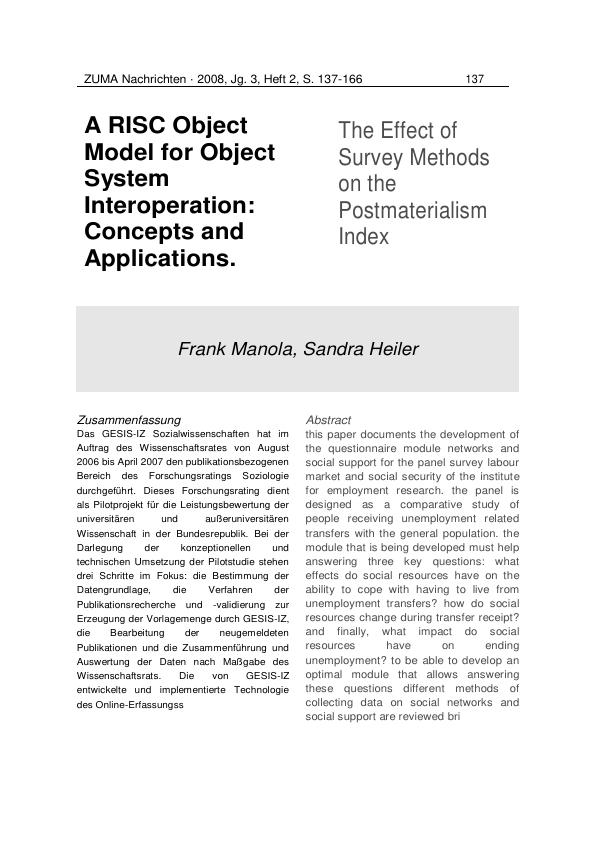 ZUMA Nachrichten · 2008, Jg. 3, Heft 2, S. 137-166 137
A RISC Object
Model for Object
System
Interoperation:
Concepts and
Applications.
The Effect of
Survey Methods
on the
Postmaterialism
Index
Frank Manola, Sandra Heiler
Zusammenfassung
Das GESIS-IZ Sozialwissenschaften hat im
Auftrag des Wissenschaftsrates von August
2006 bis April 2007 den publikationsbezogenen
Bereich des Forschungsratings Soziologie
durchgeführt. Dieses Forschungsrating dient
als Pilotprojekt für die Leistungsbewertung der
universitären und außeruniversitären
Wissenschaft in der Bundesrepublik. Bei der
Darlegung der konzeptionellen und
technischen Umsetzung der Pilotstudie stehen
drei Schritte im Fokus: die Bestimmung der
Datengrundlage, die Verfahren der
Publikationsrecherche und -validierung zur
Erzeugung der Vorlagemenge durch GESIS-IZ,
die Bearbeitung der neugemeldeten
Publikationen und die Zusammenführung und
Auswertung der Daten nach Maßgabe des
Wissenschaftsrats. Die von GESIS-IZ
entwickelte und implementierte Technologie
des Online-Erfassungss
Abstract
this paper documents the development of
the questionnaire module networks and
social support for the panel survey labour
market and social security of the institute
for employment research. the panel is
designed as a comparative study of
people receiving unemployment related
transfers with the general population. the
module that is being developed must help
answering three key questions: what
effects do social resources have on the
ability to cope with having to live from
unemployment transfers? how do social
resources change during transfer receipt?
and finally, what impact do social
resources have on ending
unemployment? to be able to develop an
optimal module that allows answering
these questions different methods of
collecting data on social networks and
social support are reviewed bri